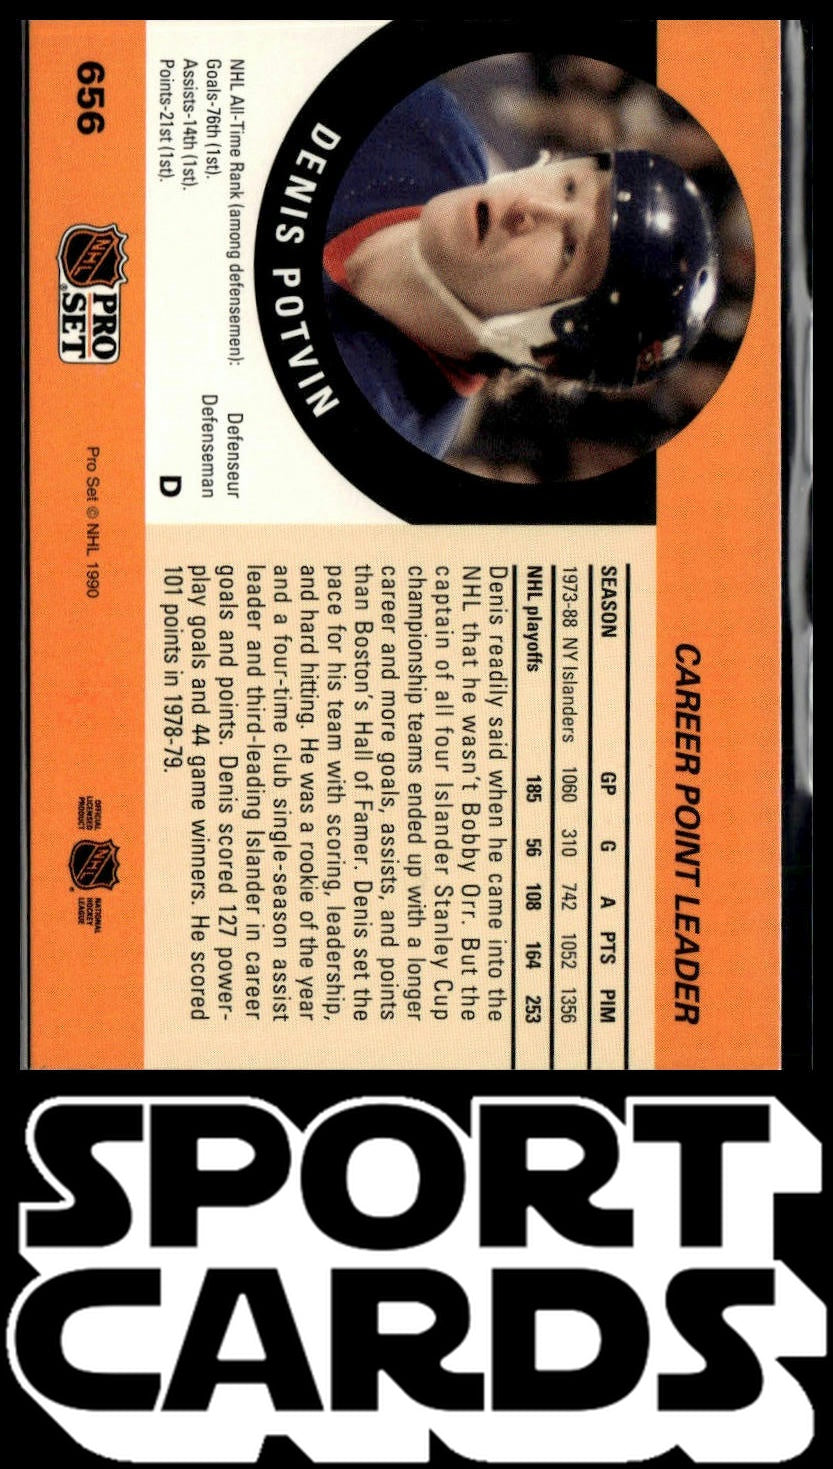 CAREER POINT LEADER
DENIS POTVIN
NHL All-Time Rank (among defensemen):
Goals-76th (1st).
Assists-14th (1st).
Points-21st (1st).
Defenseur
Defenseman
D
SEASON GP G A PTS PIM
1973-88 NY Islanders 1060 310 742 1052 1356
NHL playoffs 185 56 108 164 253
Denis readily said when he came into the
NHL that he wasn't Bobby Orr. But the
captain of all four Islander Stanley Cup
championship teams ended up with a longer
career and more goals, assists, and points
than Boston's Hall of Famer. Denis set the
pace for his team with scoring, leadership,
and hard hitting. He was a rookie of the year
and a four-time club single-season assist
leader and third-leading Islander in career
goals and points. Denis scored 127 power-
play goals and 44 game winners. He scored
101 points in 1978-79.
656
NHL
PRO
SET®
Pro Set © NHL 1990
OFFICIAL
LICENSED
PRODUCT
NHL
NATIONAL
HOCKEY
LEAGUE
SPORT
CARDS